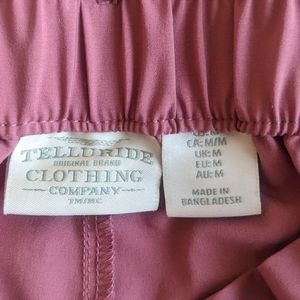 TELLURIDE
ORIGINAL BRAND
CLOTHING
COMPANY
TM/MC
CA: M/M
UK: M
EU: M
AU: M
MADE IN
BANGLADESH